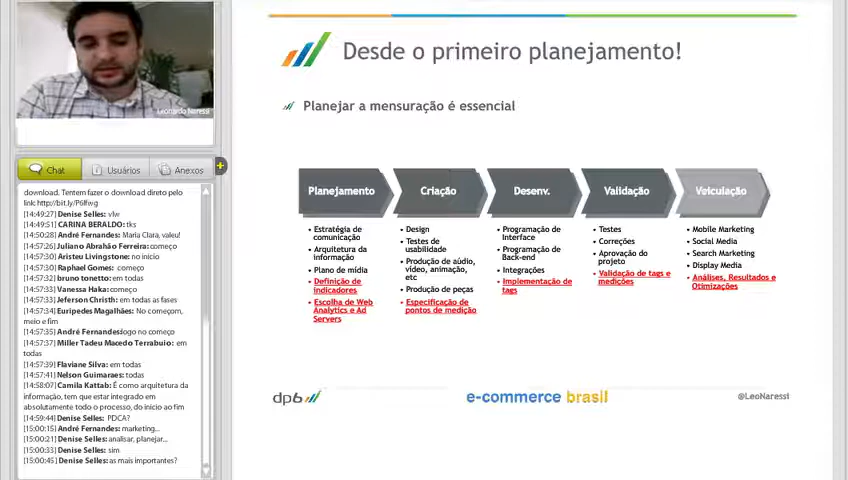 Leonardo Naressi
Chat
Usuários
Anexos
download. Tentem fazer o download direto pelo
link: http://bit.ly/P6lfwg
[14:49:27] Denise Selles: vlw
[14:49:51] CARINA BERALDO: tks
[14:50:28] André Fernandes: Maria Clara, valeu!
[14:57:26] Juliano Abrahão Ferreira: começo
[14:57:30] Aristeu Livingstone: no inicio
[14:57:30] Raphael Gomes: começo
[14:57:32] bruno tonetto: em todas
[14:57:33] Vanessa Haka: começo
[14:57:33] Jeferson Christh: em todas as fases
[14:57:34] Euripedes Magalhães: No começom,
meio e fim
[14:57:35] André Fernandes: logo no começo
[14:57:37] Miller Tadeu Macedo Terrabuio: em
todas
[14:57:39] Flaviane Silva: em todas
[14:57:41] Nelson Guimaraes: todas
[14:58:07] Camila Kattab: É como arquitetura da
informação, tem que estar integrado em
absolutamente todo o processo, do inicio ao fim
[14:59:44] Denise Selles: PDCA?
[15:00:15] André Fernandes: marketing...
[15:00:21] Denise Selles: analisar, planejar...
[15:00:33] Denise Selles: sim
[15:00:45] Denise Selles: as mais importantes?
Desde o primeiro planejamento!
Planejar a mensuração é essencial
Planejamento
• Estratégia de
comunicação
• Arquitetura da
informação
• Plano de mídia
• Definição de
indicadores
• Escolha de Web
Analytics e Ad
Servers
Criação
• Design
• Testes de
usabilidade
• Produção de aúdio,
vídeo, animação,
etc
• Produção de peças
• Especificação de
pontos de medição
Desenv.
• Programação de
Interface
• Programação de
Back-end
• Integrações
• Implementação de
tags
Validação
• Testes
• Correções
• Aprovação do
projeto
• Validação de tags e
medições
Veiculação
• Mobile Marketing
• Social Media
• Search Marketing
• Display Media
• Análises, Resultados e
Otimizações
dp6
e-commerce brasil
@LeoNaressi